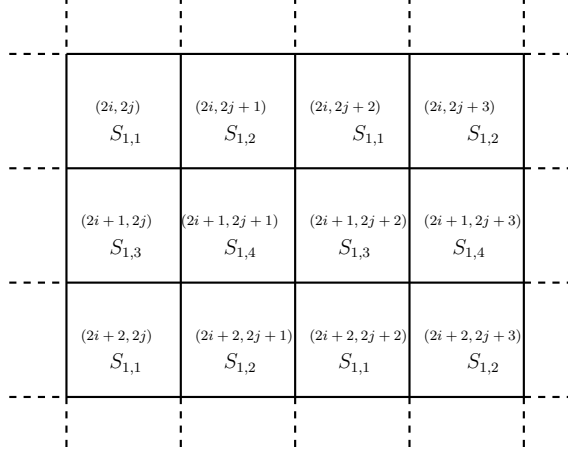 (2i, 2j) (2i, 2j + 1) (2i, 2j + 2) (2i, 2j + 3)
S_{1,1} S_{1,2} S_{1,1} S_{1,2}
(2i + 1, 2j) (2i + 1, 2j + 1) (2i + 1, 2j + 2) (2i + 1, 2j + 3)
S_{1,3} S_{1,4} S_{1,3} S_{1,4}
(2i + 2, 2j) (2i + 2, 2j + 1) (2i + 2, 2j + 2) (2i + 2, 2j + 3)
S_{1,1} S_{1,2} S_{1,1} S_{1,2}